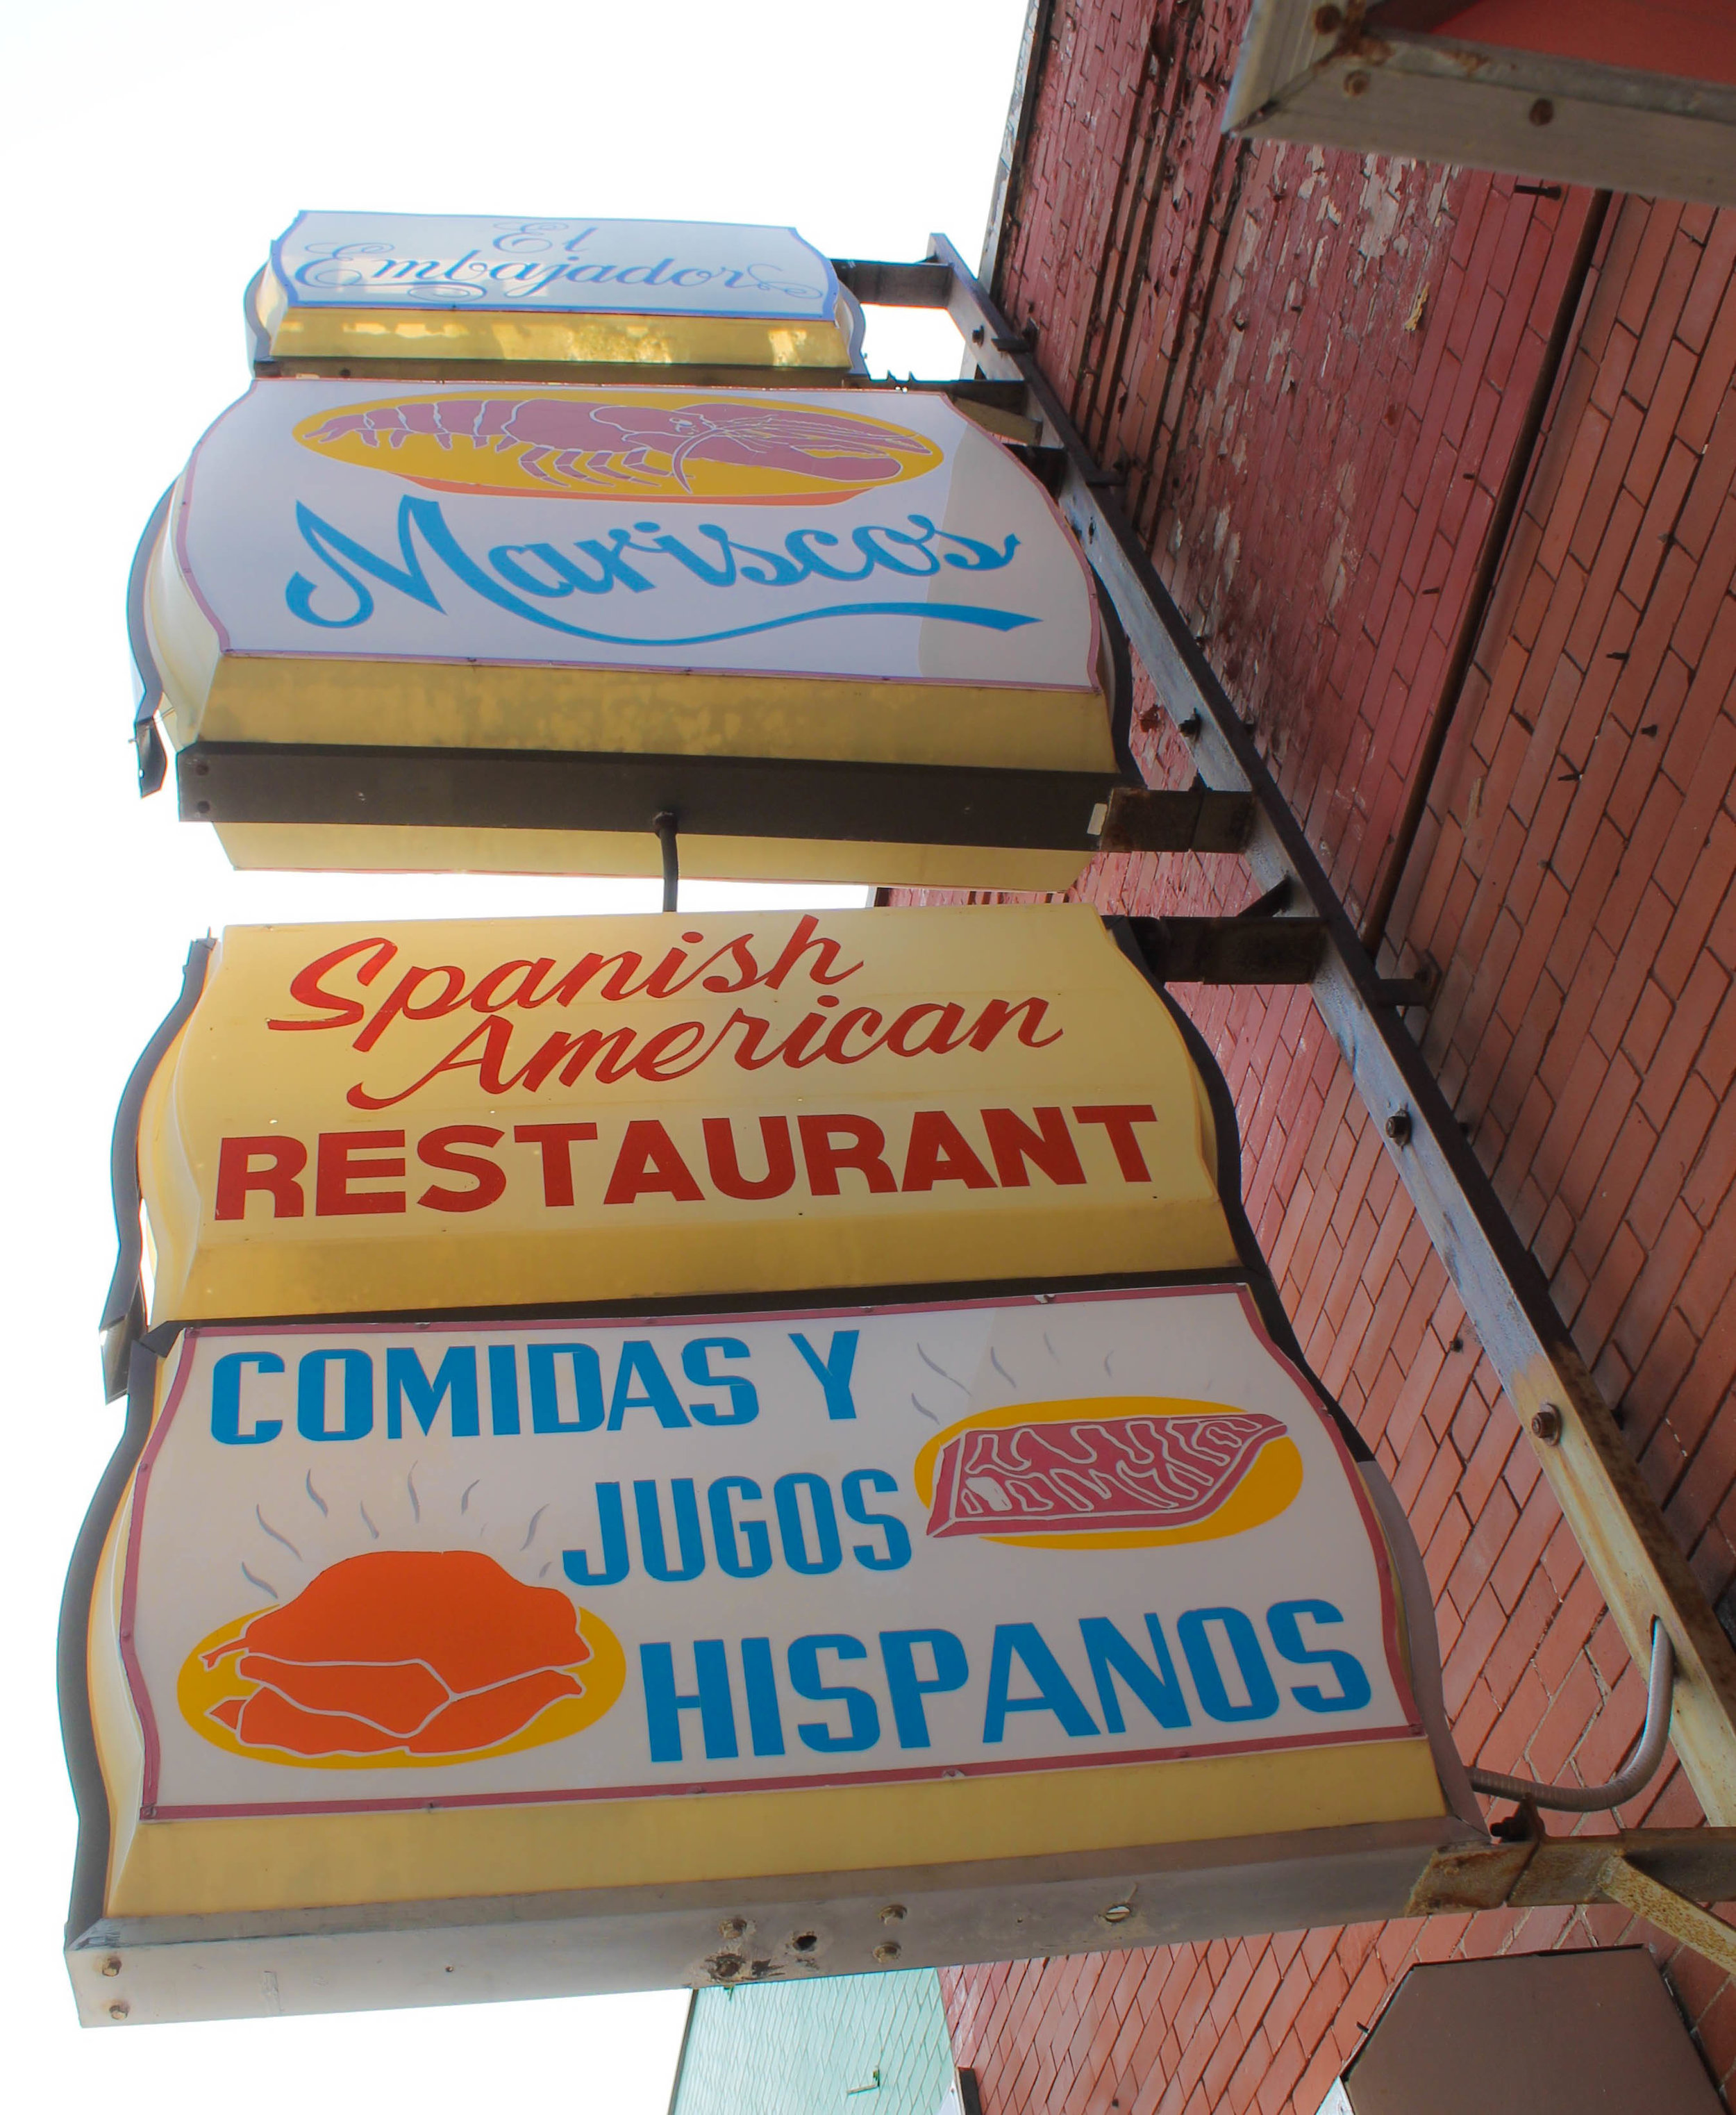 El
Embajador
Mariscos
Spanish
American
RESTAURANT
COMIDAS Y
JUGOS
HISPANOS